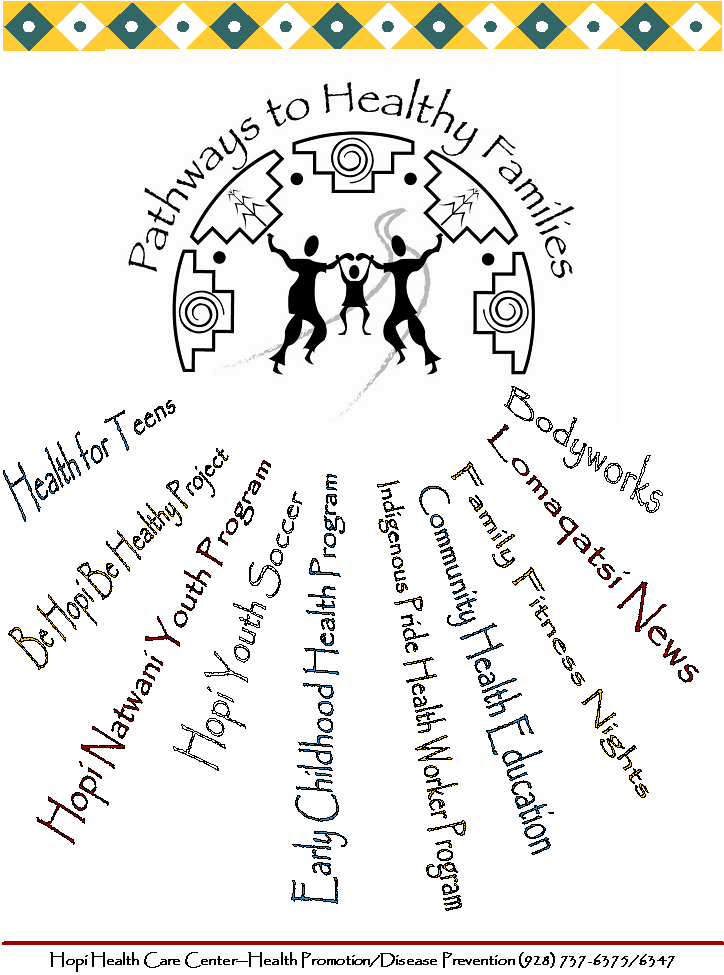 Pathways to Healthy Families
Health for Teens
Be Hopi Be Healthy Project
Hopi Natwani Youth Program
Hopi Youth Soccer
Early Childhood Health Program
Indigenous Pride Health Worker Program
Community Health Education
Family Fitness Nights
Lomaqatsi News
Bodyworks
Hopi Health Care Center—Health Promotion/Disease Prevention (928) 737-6375/6347